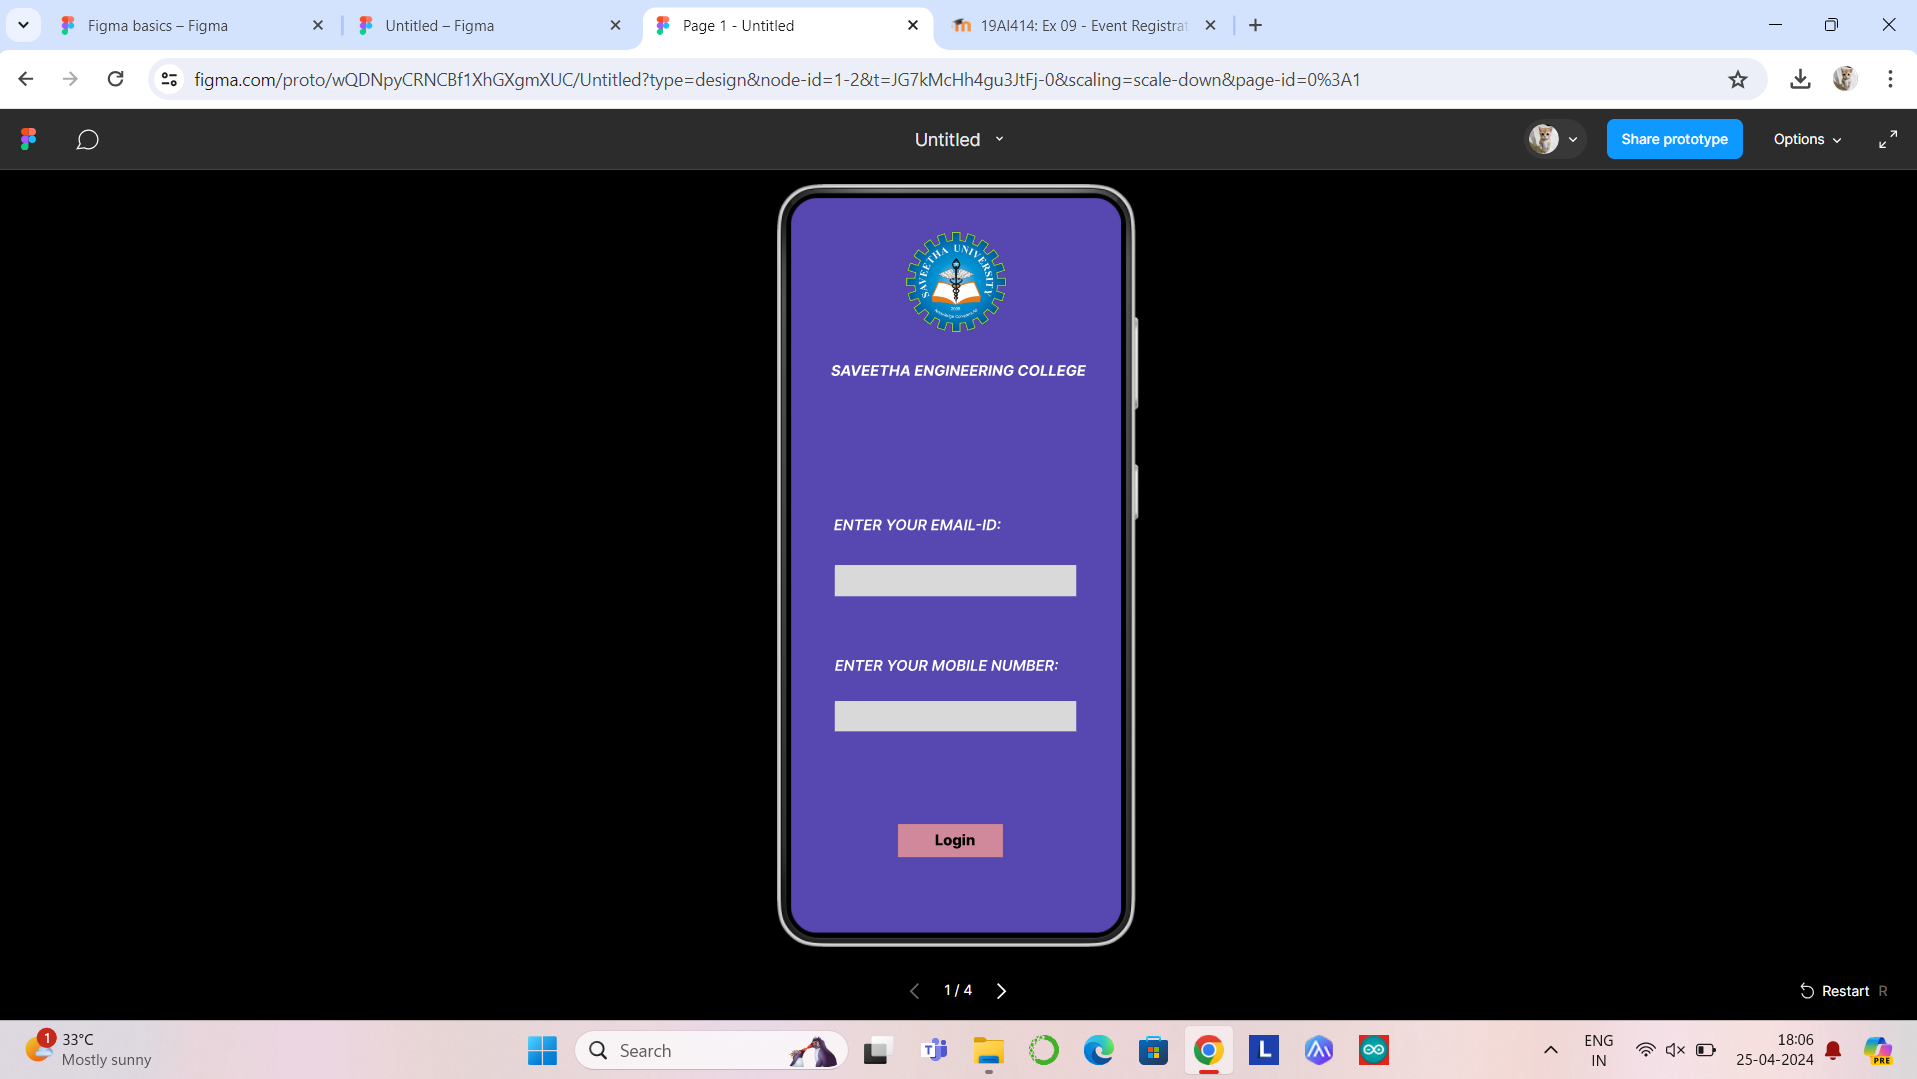 Figma basics – Figma
Untitled – Figma
Page 1 - Untitled
19AI414: Ex 09 - Event Registrat
figma.com/proto/wQDNpyCRNCBf1XhGXgmXUC/Untitled?type=design&node-id=1-2&t=JG7kMcHh4gu3JtFj-0&scaling=scale-down&page-id=0%3A1
Untitled
Share prototype
Options
SAVEETHA UNIVERSITY
2005
SAVEETHA ENGINEERING COLLEGE
ENTER YOUR EMAIL-ID:
ENTER YOUR MOBILE NUMBER:
Login
1 / 4
Restart R
1
33°C
Mostly sunny
Search
T
L
ENG
IN
18:06
25-04-2024
PRE